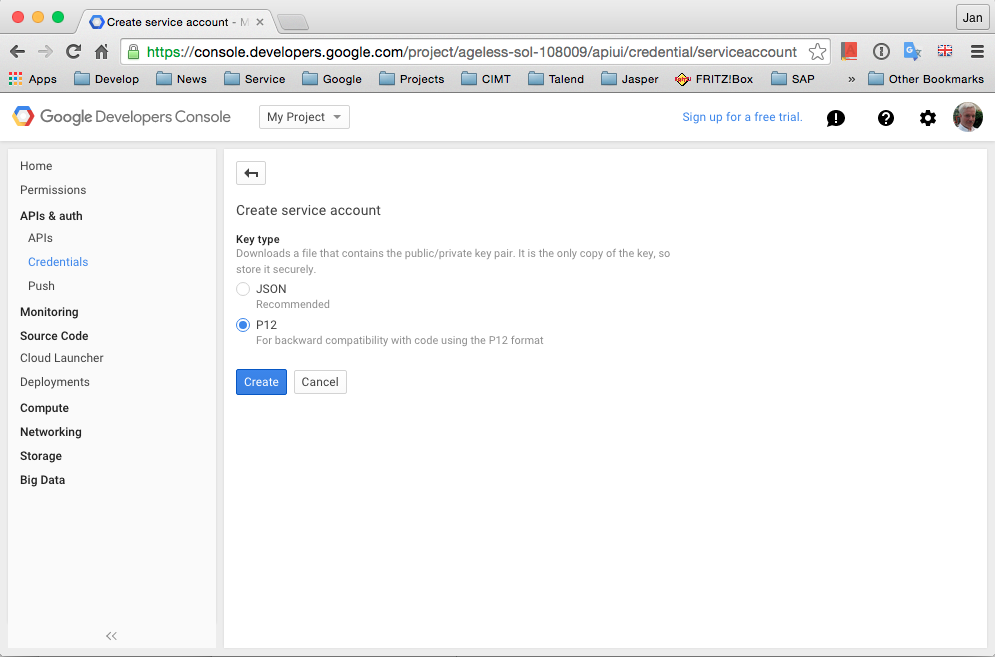 Create service account - M
Jan
https://console.developers.google.com/project/ageless-sol-108009/apiui/credential/serviceaccount
Apps Develop News Service Google Projects CIMT Talend Jasper FRITZ!Box SAP » Other Bookmarks
Google Developers Console My Project Sign up for a free trial.
Home
Permissions
APIs & auth
APIs
Credentials
Push
Monitoring
Source Code
Cloud Launcher
Deployments
Compute
Networking
Storage
Big Data
Create service account
Key type
Downloads a file that contains the public/private key pair. It is the only copy of the key, so
store it securely.
JSON
Recommended
P12
For backward compatibility with code using the P12 format
Create Cancel